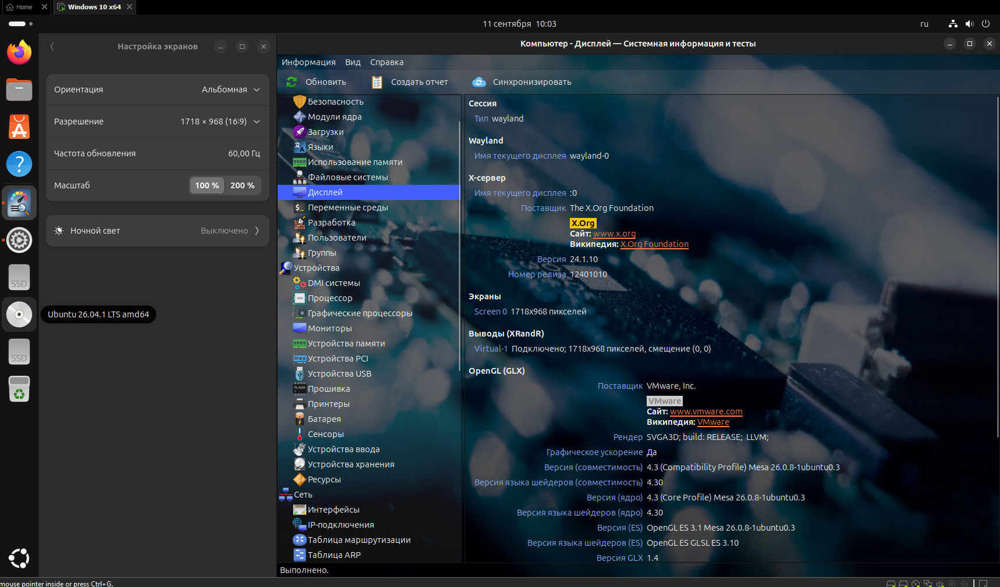 Home
Windows 10 x64
11 сентября 10:03
ru
Настройка экранов
Ориентация Альбомная
Разрешение 1718 × 968 (16∶9)
Частота обновления 60,00 Гц
Масштаб 100 % 200 %
Ночной свет Выключено
SSD
Ubuntu 26.04.1 LTS amd64
SSD
Компьютер - Дисплей — Системная информация и тесты
Информация Вид Справка
Обновить Создать отчет Синхронизировать
Безопасность
Модули ядра
Загрузки
Языки
Использование памяти
Файловые системы
Дисплей
Переменные среды
Разработка
Пользователи
Группы
Устройства
DMI системы
Процессор
Графические процессоры
Мониторы
Устройства памяти
Устройства PCI
Устройства USB
Прошивка
Принтеры
Батарея
Сенсоры
Устройства ввода
Устройства хранения
Ресурсы
Сеть
Интерфейсы
IP-подключения
Таблица маршрутизации
Таблица ARP
Сессия
Тип wayland
Wayland
Имя текущего дисплея wayland-0
X-сервер
Имя текущего дисплея :0
Поставщик The X.Org Foundation
X.Org
Сайт: www.x.org
Википедия: X.Org Foundation
Версия 24.1.10
Номер релиза 12401010
Экраны
Screen 0 1718x968 пикселей
Выводы (XRandR)
Virtual-1 Подключено; 1718x968 пикселей, смещение (0, 0)
OpenGL (GLX)
Поставщик VMware, Inc.
VMware
Сайт: www.vmware.com
Википедия: VMware
Рендер SVGA3D; build: RELEASE; LLVM;
Графическое ускорение Да
Версия (совместимость) 4.3 (Compatibility Profile) Mesa 26.0.8-1ubuntu0.3
Версия языка шейдеров (совместимость) 4.30
Версия (ядро) 4.3 (Core Profile) Mesa 26.0.8-1ubuntu0.3
Версия языка шейдеров (ядро) 4.30
Версия (ES) OpenGL ES 3.1 Mesa 26.0.8-1ubuntu0.3
Версия языка шейдеров (ES) OpenGL ES GLSL ES 3.10
Версия GLX 1.4
Выполнено.
mouse pointer inside or press Ctrl+G.